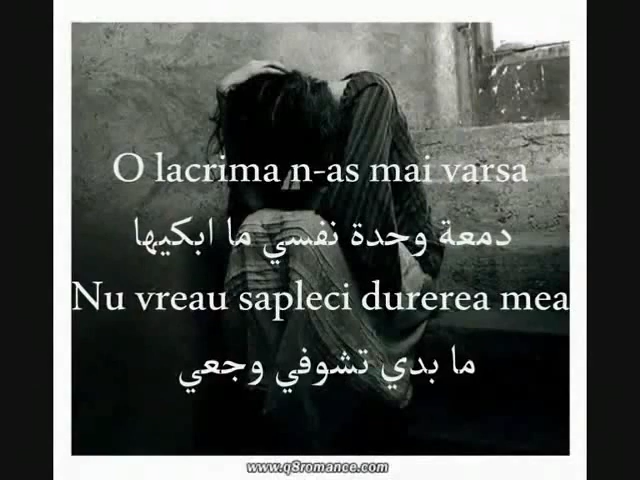 O lacrima n-as mai varsa
دمعة وحدة نفسي ما ابكيها
Nu vreau sapleci durerea mea
ما بدي تشوفي وجعي
www.q8romance.com